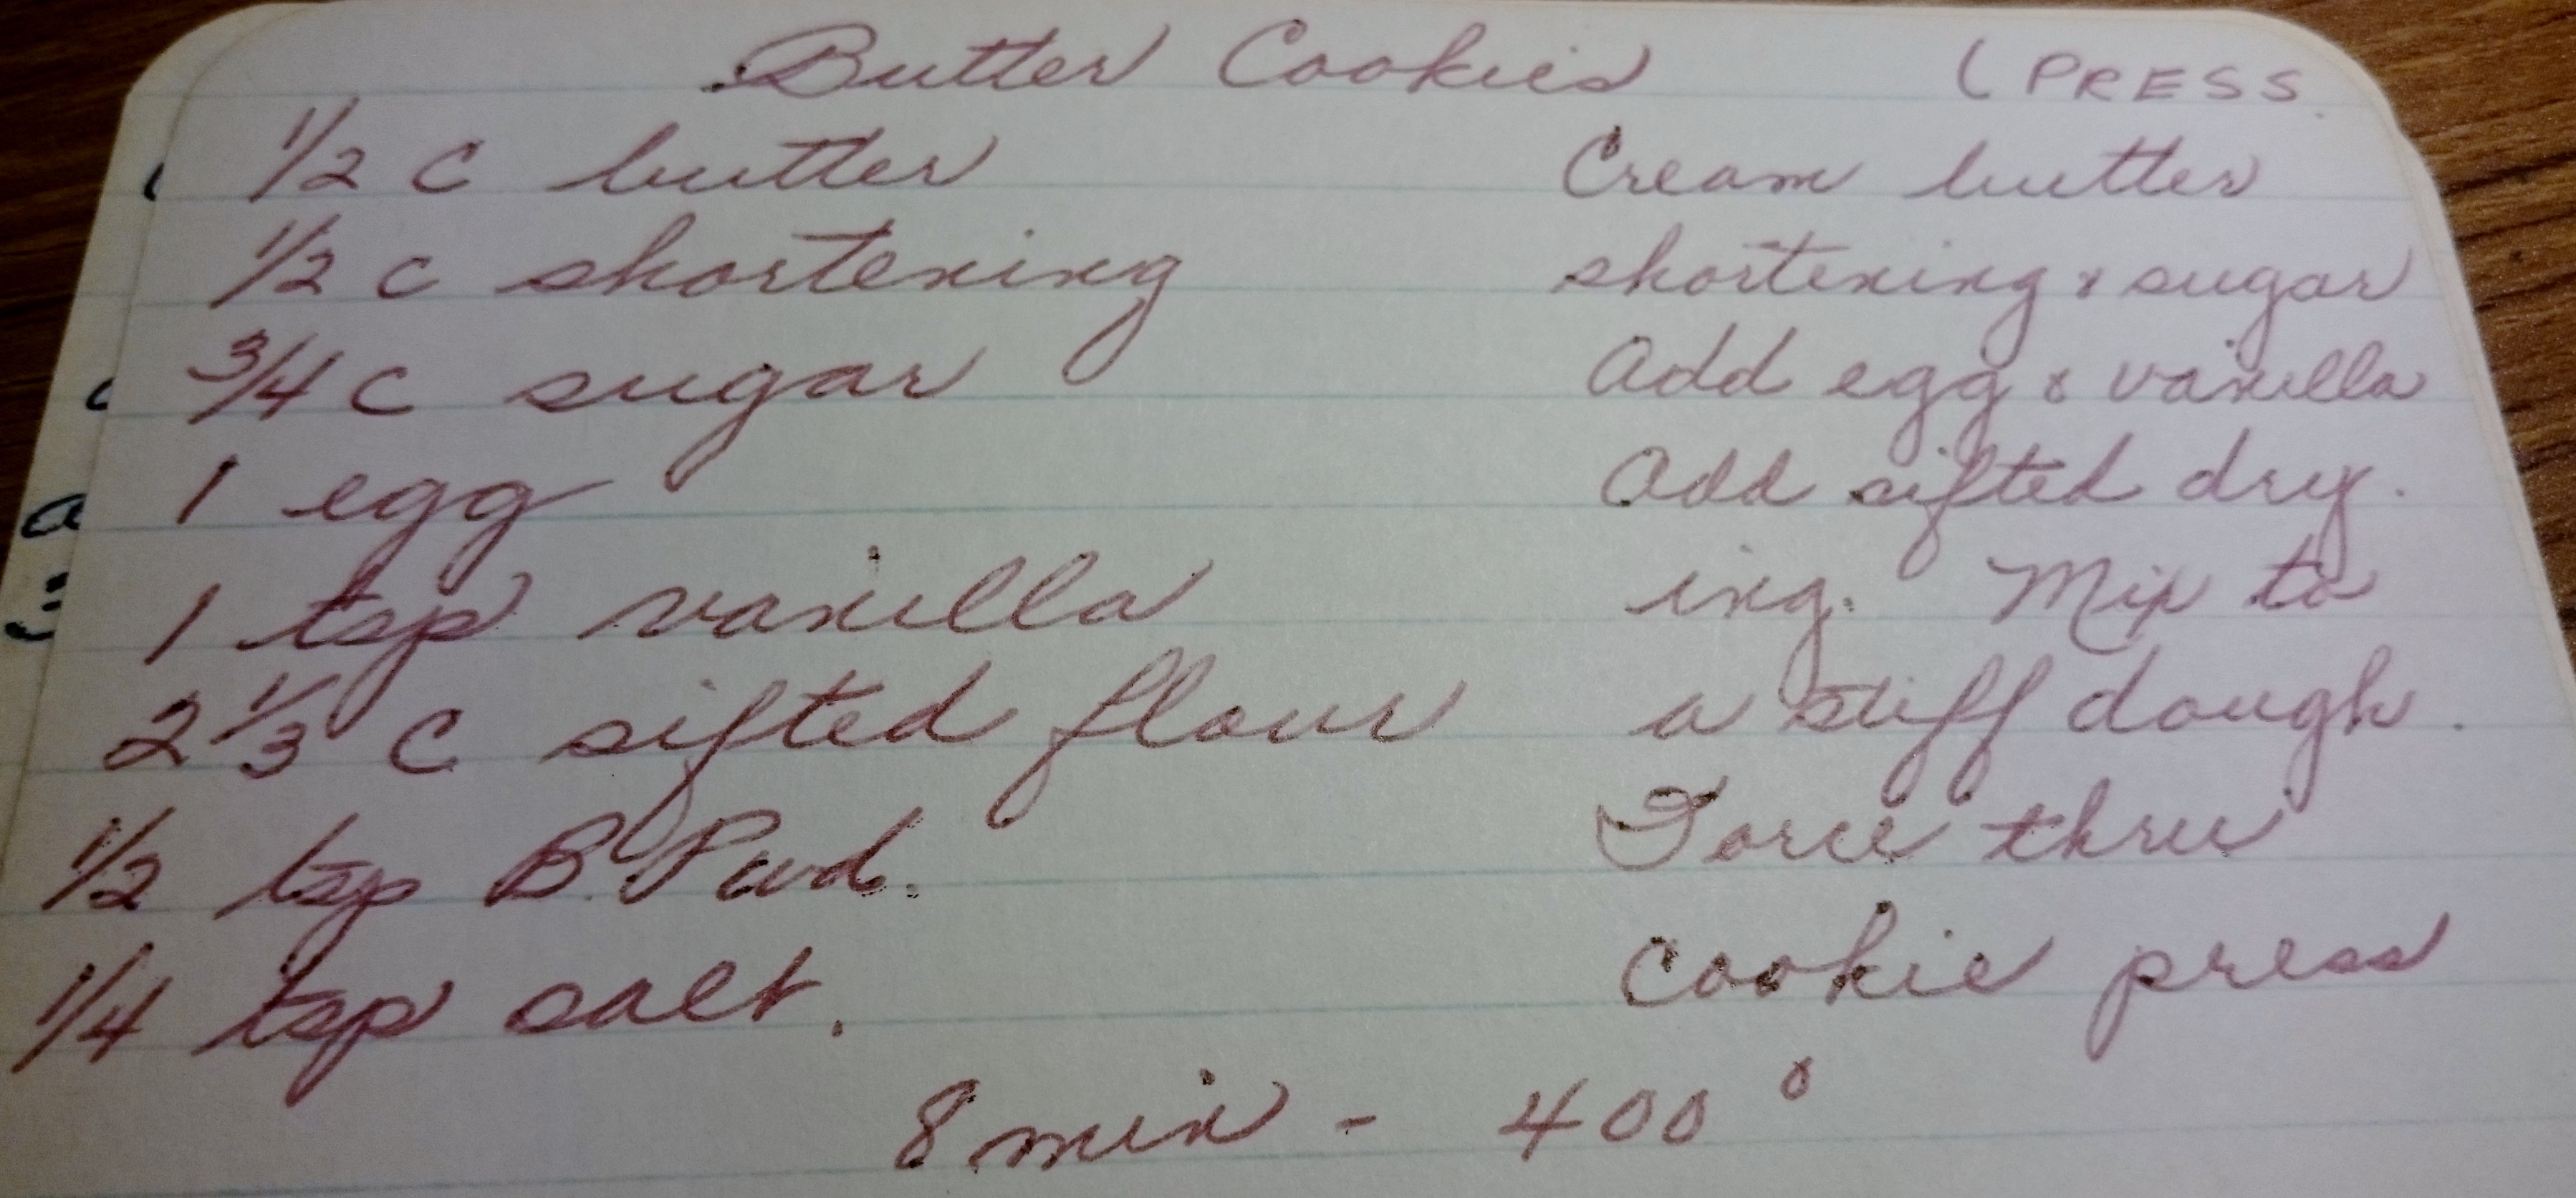 Butter Cookies (PRESS
1/2 c butter
1/2 c shortening
3/4 c sugar
1 egg
1 tsp vanilla
2 1/3 c sifted flour
1/2 tsp B. Pwd.
1/4 tsp salt.
Cream butter
shortening & sugar
Add egg & vanilla
Add sifted dry.
ing. Mix to
a stiff dough.
Force thru
cookie press
8 min - 400°